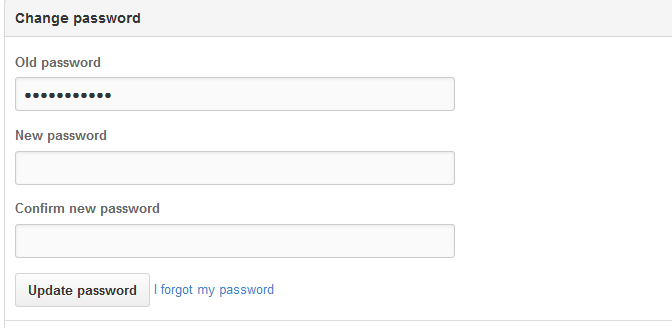 Change password
Old password
•••••••••••
New password
Confirm new password
Update password I forgot my password